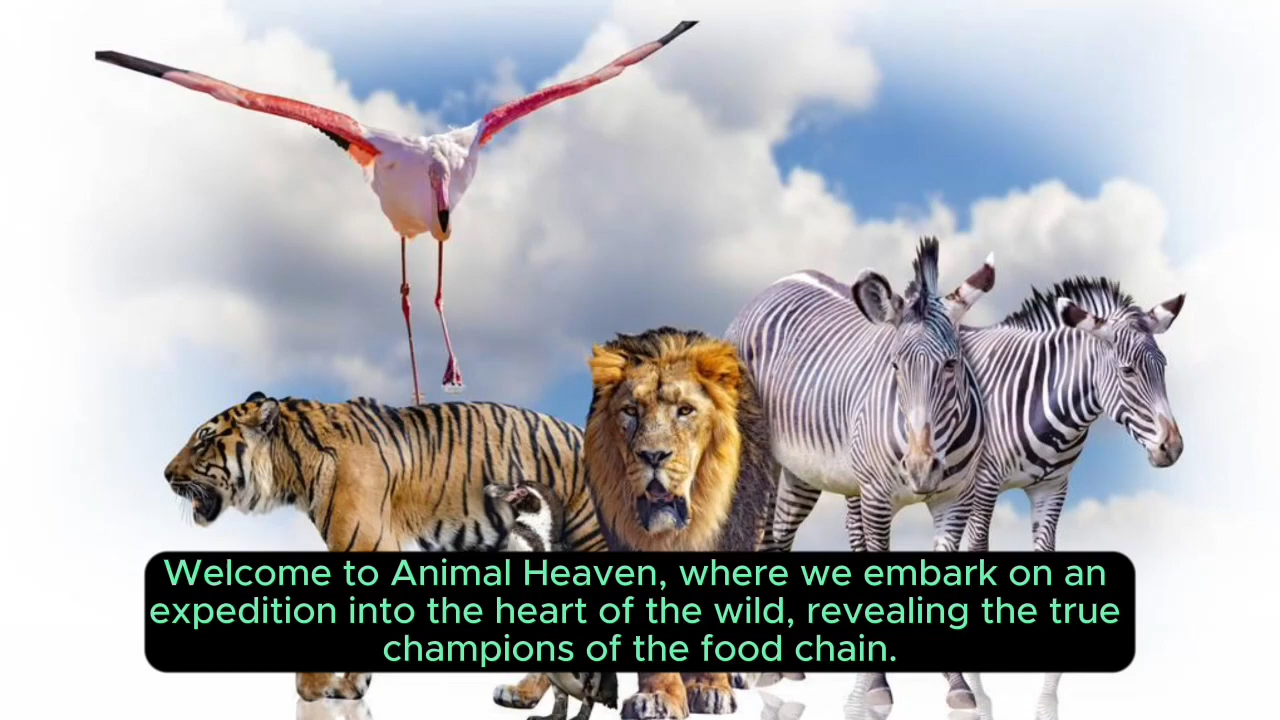 Welcome to Animal Heaven, where we embark on an
expedition into the heart of the wild, revealing the true
champions of the food chain.